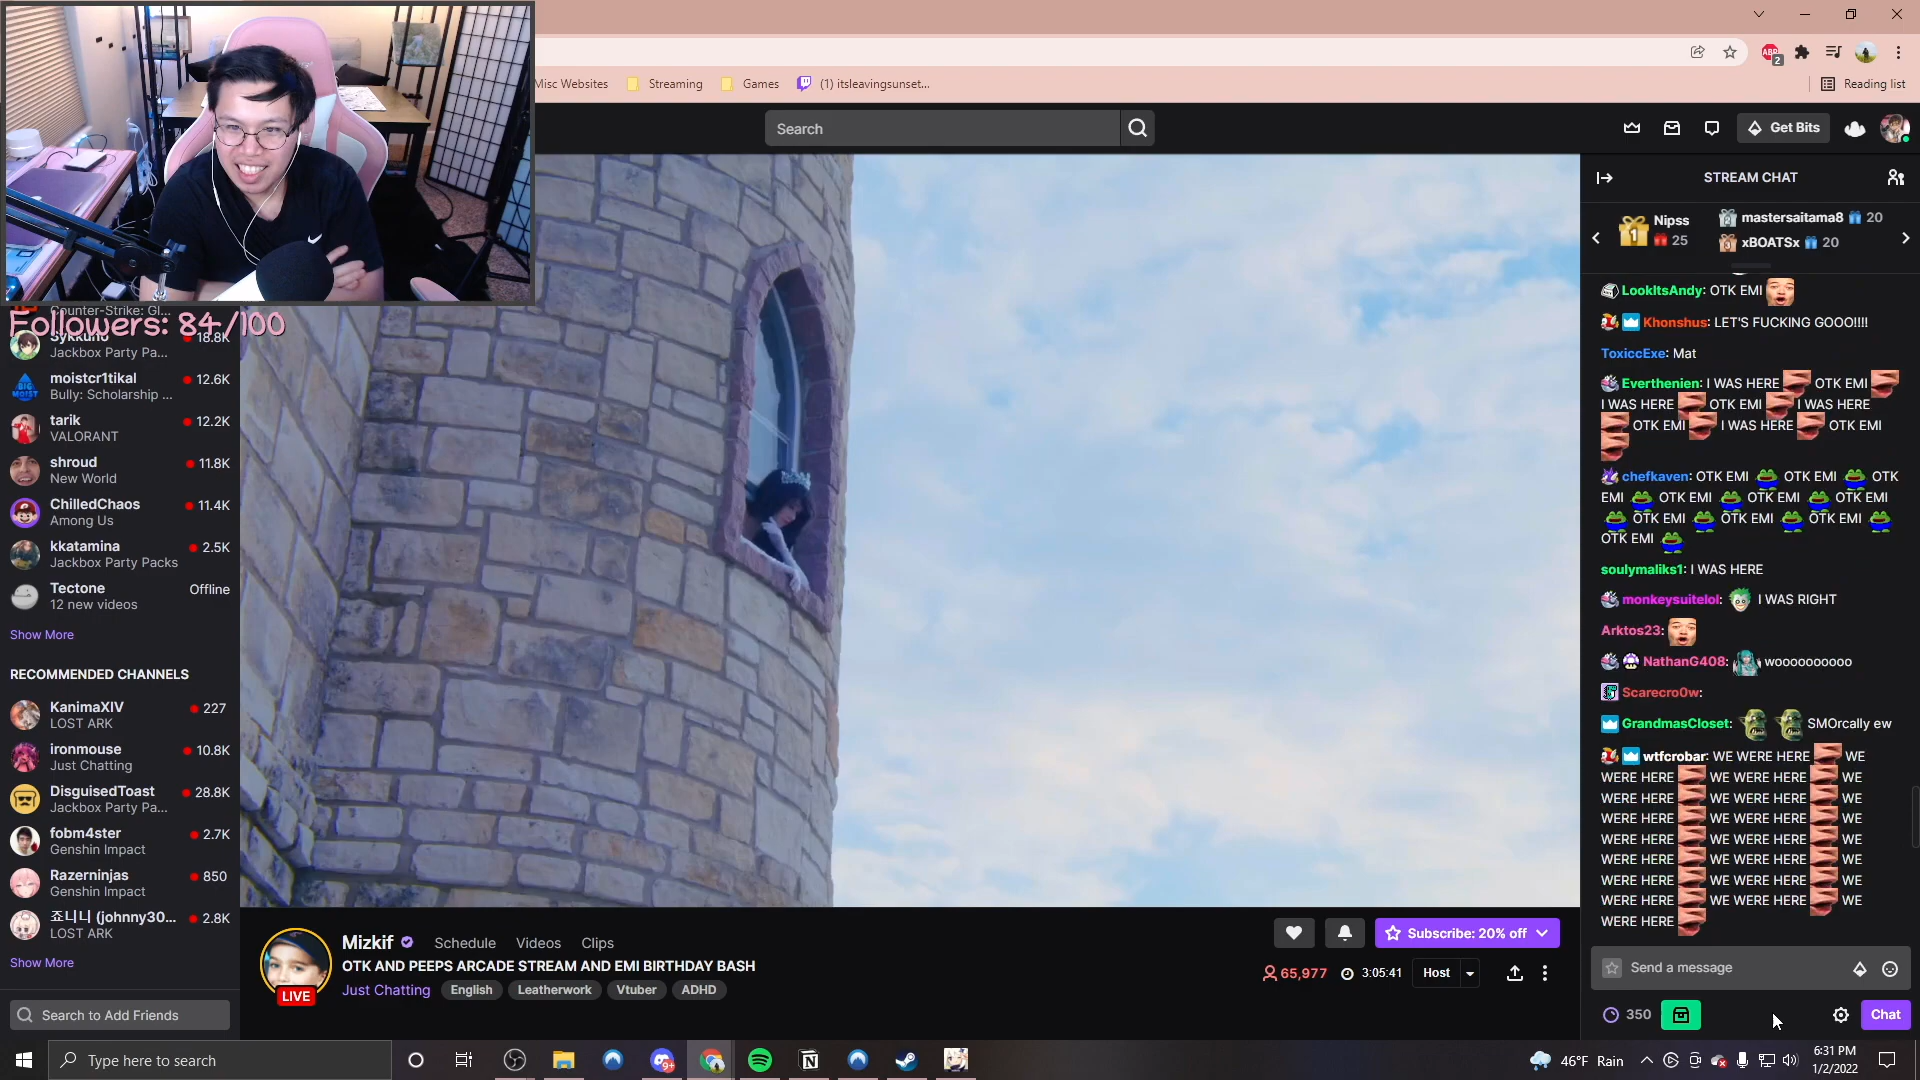 Misc Websites
Streaming
Games
(1) itsleavingsunset...
Reading list
ABP
2
Search
Get Bits
Followers: 84/100
Counter-Strike: Gl...
Sykkuno
18.8K
Jackbox Party Pa...
moistcr1tikal
12.6K
Bully: Scholarship ...
tarik
12.2K
VALORANT
shroud
11.8K
New World
ChilledChaos
11.4K
Among Us
kkatamina
2.5K
Jackbox Party Packs
Tectone
Offline
12 new videos
Show More
RECOMMENDED CHANNELS
KanimaXIV
227
LOST ARK
ironmouse
10.8K
Just Chatting
DisguisedToast
28.8K
Jackbox Party Pa...
fobm4ster
2.7K
Genshin Impact
Razerninjas
850
Genshin Impact
죠니니 (johnny30...
2.8K
LOST ARK
Show More
Search to Add Friends
Mizkif
Schedule
Videos
Clips
OTK AND PEEPS ARCADE STREAM AND EMI BIRTHDAY BASH
Just Chatting
English
Leatherwork
Vtuber
ADHD
LIVE
Subscribe: 20% off
65,977
3:05:41
Host
STREAM CHAT
1
Nipss
25
2
mastersaitama8
20
3
xBOATSx
20
LookItsAndy: OTK EMI
Khonshus: LET'S FUCKING GOOO!!!!
ToxiccExe: Mat
Everthenien: I WAS HERE OTK EMI
I WAS HERE OTK EMI I WAS HERE
OTK EMI I WAS HERE OTK EMI
chefkaven: OTK EMI OTK EMI OTK
EMI OTK EMI OTK EMI OTK EMI
OTK EMI OTK EMI OTK EMI
OTK EMI
soulymaliks1: I WAS HERE
monkeysuitelol: I WAS RIGHT
Arktos23:
NathanG408: woooooooooo
Scarecro0w:
GrandmasCloset: SMOrcally ew
wtfcrobar: WE WERE HERE WE
WERE HERE WE WERE HERE WE
WERE HERE WE WERE HERE WE
WERE HERE WE WERE HERE WE
WERE HERE WE WERE HERE WE
WERE HERE WE WERE HERE WE
WERE HERE WE WERE HERE WE
WERE HERE WE WERE HERE WE
WERE HERE
Send a message
350
Chat
Type here to search
9+
46°F Rain
6:31 PM
1/2/2022